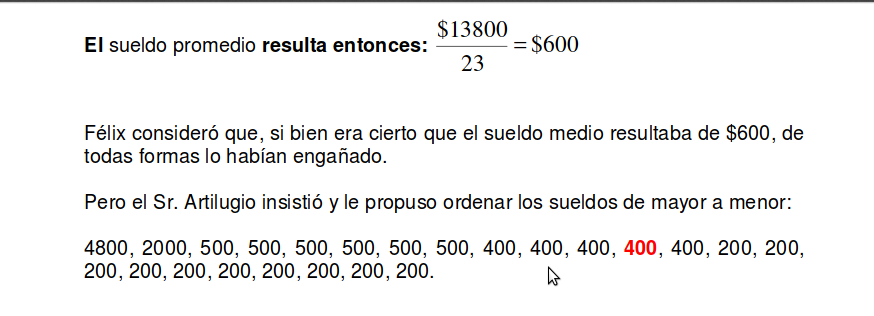 El sueldo promedio resulta entonces: $13800 / 23 = $600
Félix consideró que, si bien era cierto que el sueldo medio resultaba de $600, de
todas formas lo habían engañado.
Pero el Sr. Artilugio insistió y le propuso ordenar los sueldos de mayor a menor:
4800, 2000, 500, 500, 500, 500, 500, 500, 400, 400, 400, 400, 400, 200, 200,
200, 200, 200, 200, 200, 200, 200, 200.